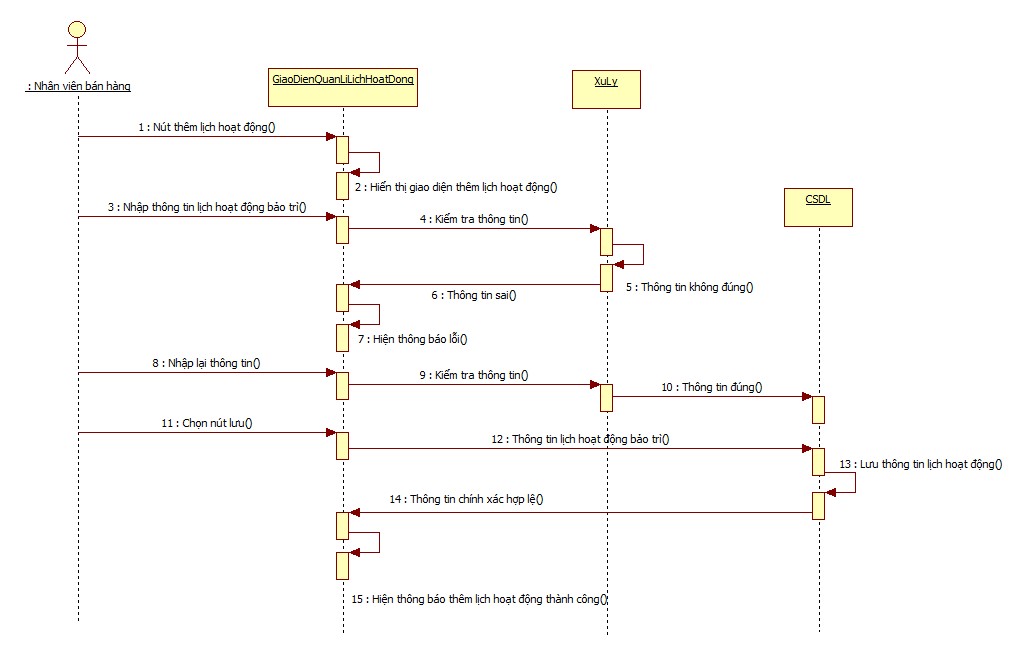 : Nhân viên bán hàng
GiaoDienQuanLiLichHoatDong
XuLy
1 : Nút thêm lịch hoạt động()
2 : Hiển thị giao diện thêm lịch hoạt động()
3 : Nhập thông tin lịch hoạt động bảo trì()
CSDL
4 : Kiểm tra thông tin()
5 : Thông tin không đúng()
6 : Thông tin sai()
7 : Hiện thông báo lỗi()
8 : Nhập lại thông tin()
9 : Kiểm tra thông tin()
10 : Thông tin đúng()
11 : Chọn nút lưu()
12 : Thông tin lịch hoạt động bảo trì()
13 : Lưu thông tin lịch hoạt động()
14 : Thông tin chính xác hợp lệ()
15 : Hiện thông báo thêm lịch hoạt động thành công()